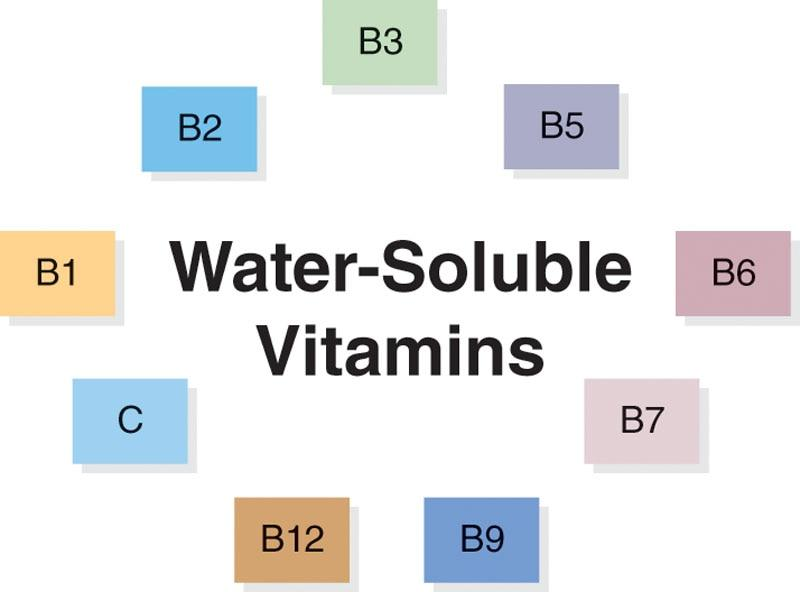 B3
B2
B5
B1
Water-Soluble
Vitamins
B6
C
B7
B12
B9